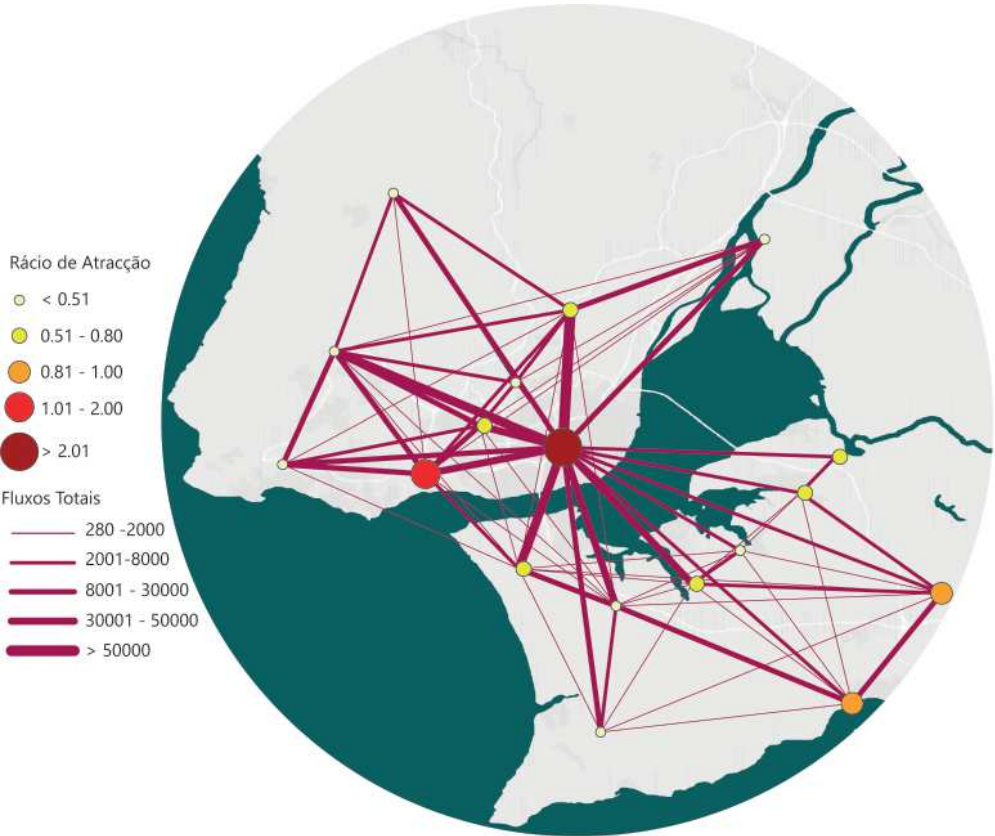 Rácio de Atracção
< 0.51
0.51 - 0.80
0.81 - 1.00
1.01 - 2.00
> 2.01
Fluxos Totais
280 -2000
2001-8000
8001 - 30000
30001 - 50000
> 50000